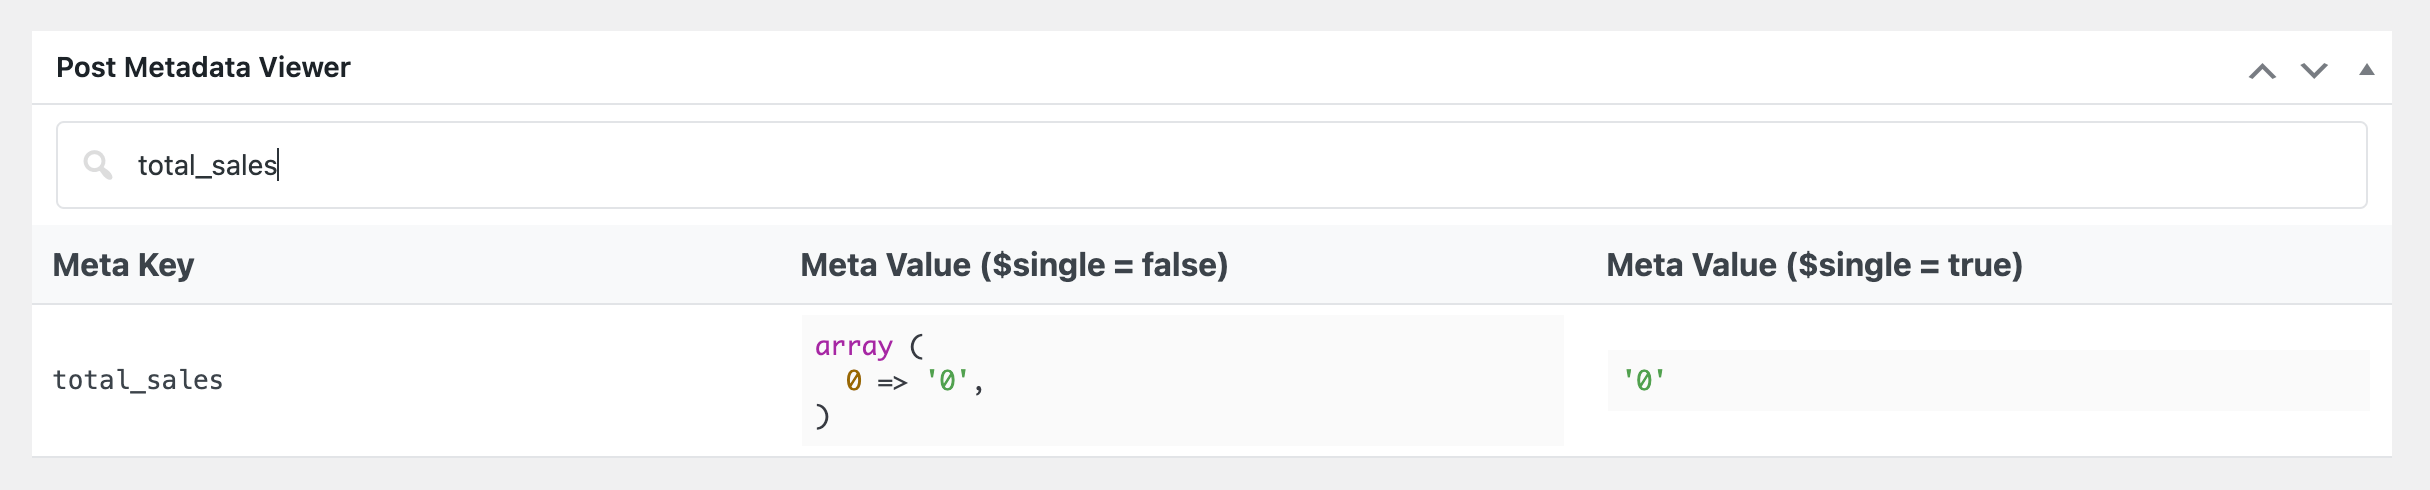 Post Metadata Viewer
total_sales
Meta Key Meta Value ($single = false) Meta Value ($single = true)
array (
total_sales 0 => '0', '0'
)